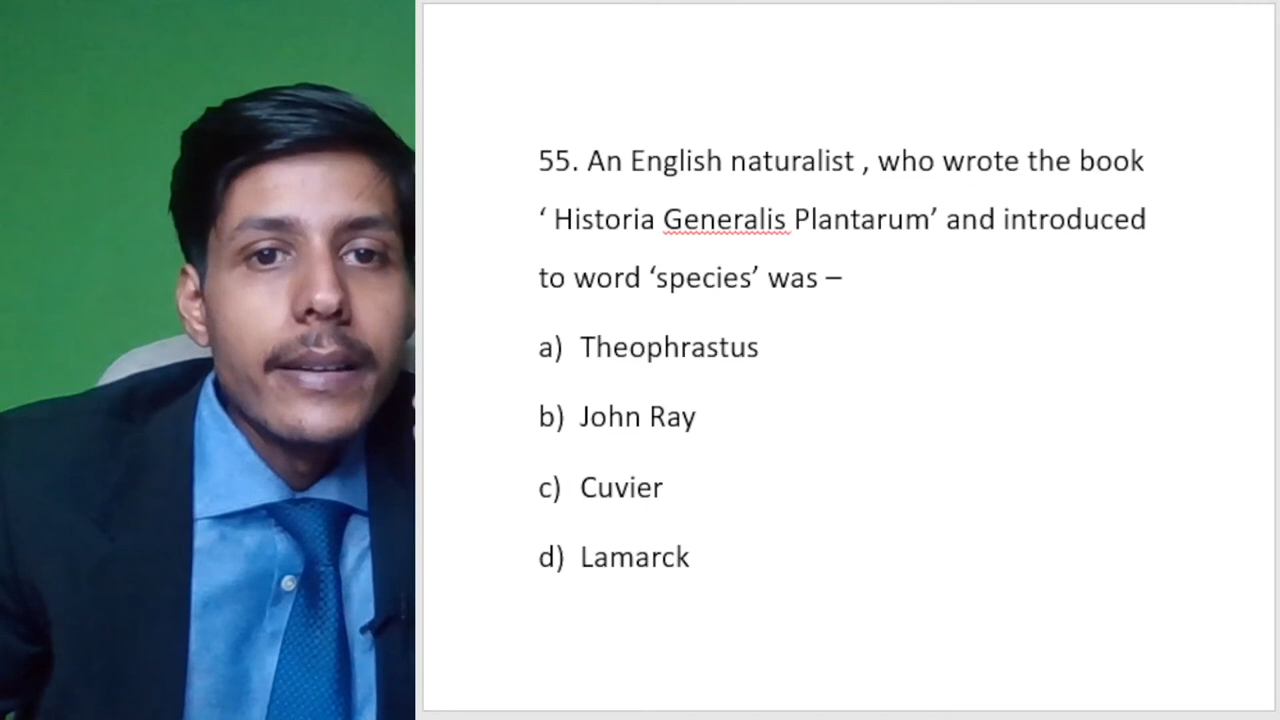 55. An English naturalist , who wrote the book
‘ Historia Generalis Plantarum’ and introduced
to word ‘species’ was –
a) Theophrastus
b) John Ray
c) Cuvier
d) Lamarck